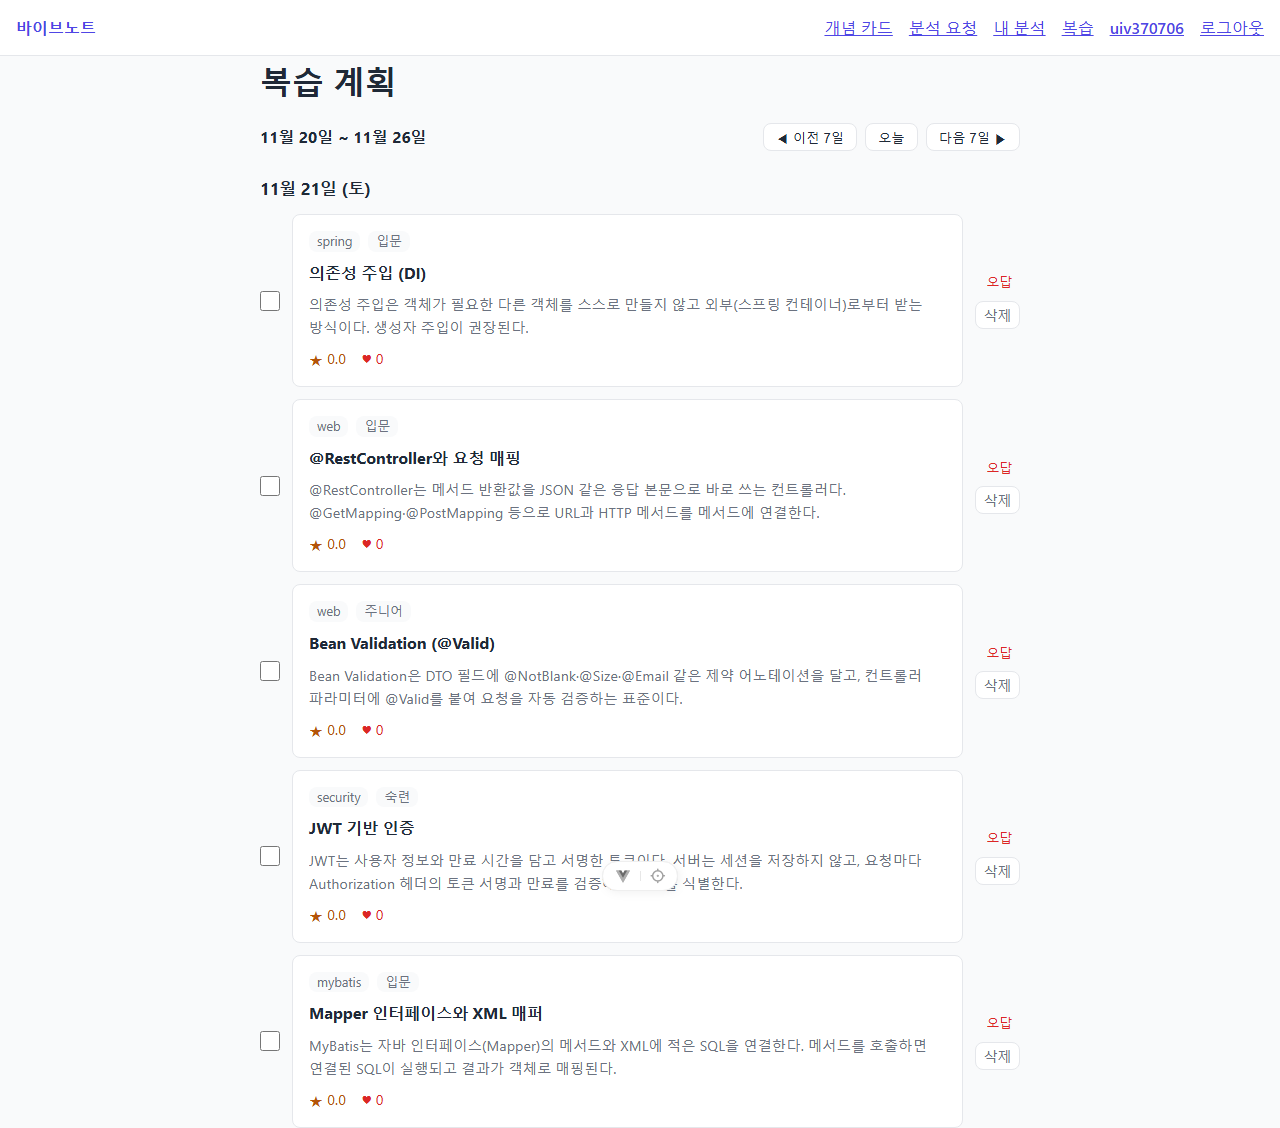 바이브노트
개념 카드 분석 요청 내 분석 복습 uiv370706 로그아웃
복습 계획
11월 20일 ~ 11월 26일
◀ 이전 7일 오늘 다음 7일 ▶
11월 21일 (토)
spring 입문
의존성 주입 (DI)
의존성 주입은 객체가 필요한 다른 객체를 스스로 만들지 않고 외부(스프링 컨테이너)로부터 받는
방식이다. 생성자 주입이 권장된다.
★ 0.0 ♥ 0
오답
삭제
web 입문
@RestController와 요청 매핑
@RestController는 메서드 반환값을 JSON 같은 응답 본문으로 바로 쓰는 컨트롤러다.
@GetMapping·@PostMapping 등으로 URL과 HTTP 메서드를 메서드에 연결한다.
★ 0.0 ♥ 0
오답
삭제
web 주니어
Bean Validation (@Valid)
Bean Validation은 DTO 필드에 @NotBlank·@Size·@Email 같은 제약 어노테이션을 달고, 컨트롤러
파라미터에 @Valid를 붙여 요청을 자동 검증하는 표준이다.
★ 0.0 ♥ 0
오답
삭제
security 숙련
JWT 기반 인증
JWT는 사용자 정보와 만료 시간을 담고 서명한 토큰이다. 서버는 세션을 저장하지 않고, 요청마다
Authorization 헤더의 토큰 서명과 만료를 식별한다.
★ 0.0 ♥ 0
오답
삭제
mybatis 입문
Mapper 인터페이스와 XML 매퍼
MyBatis는 자바 인터페이스(Mapper)의 메서드와 XML에 적은 SQL을 연결한다. 메서드를 호출하면
연결된 SQL이 실행되고 결과가 객체로 매핑된다.
★ 0.0 ♥ 0
오답
삭제